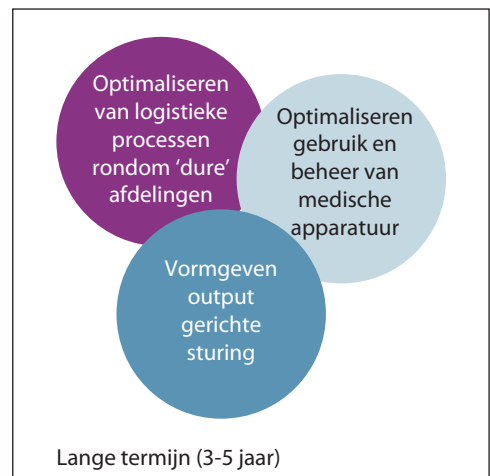 Optimaliseren
van logistieke
processen
rondom ‘dure’
afdelingen
Optimaliseren
gebruik en
beheer van
medische
apparatuur
Vormgeven
output
gerichte
sturing
Lange termijn (3-5 jaar)